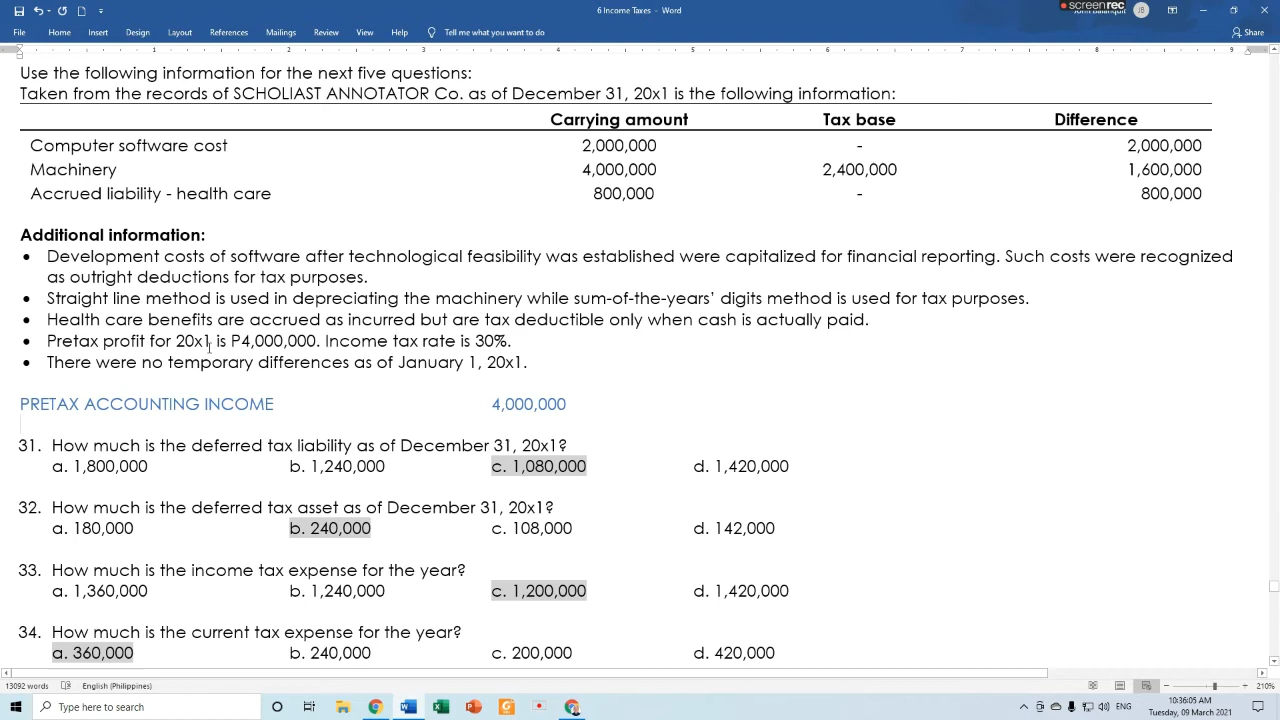 6 Income Taxes - Word
screenrec
JB
File Home Insert Design Layout References Mailings Review View Help Tell me what you want to do Share
1 2 3 4 5 6 7 8 9
Use the following information for the next five questions:
Taken from the records of SCHOLIAST ANNOTATOR Co. as of December 31, 20x1 is the following information:
Carrying amount Tax base Difference
Computer software cost 2,000,000 - 2,000,000
Machinery 4,000,000 2,400,000 1,600,000
Accrued liability - health care 800,000 - 800,000
Additional information:
• Development costs of software after technological feasibility was established were capitalized for financial reporting. Such costs were recognized
as outright deductions for tax purposes.
• Straight line method is used in depreciating the machinery while sum-of-the-years' digits method is used for tax purposes.
• Health care benefits are accrued as incurred but are tax deductible only when cash is actually paid.
• Pretax profit for 20x1 is P4,000,000. Income tax rate is 30%.
• There were no temporary differences as of January 1, 20x1.
PRETAX ACCOUNTING INCOME 4,000,000
31. How much is the deferred tax liability as of December 31, 20x1?
a. 1,800,000 b. 1,240,000 c. 1,080,000 d. 1,420,000
32. How much is the deferred tax asset as of December 31, 20x1?
a. 180,000 b. 240,000 c. 108,000 d. 142,000
33. How much is the income tax expense for the year?
a. 1,360,000 b. 1,240,000 c. 1,200,000 d. 1,420,000
34. How much is the current tax expense for the year?
a. 360,000 b. 240,000 c. 200,000 d. 420,000
13092 words English (Philippines) 210%
Type here to search
ENG
10:36:05 AM
Tuesday, 09 March 2021